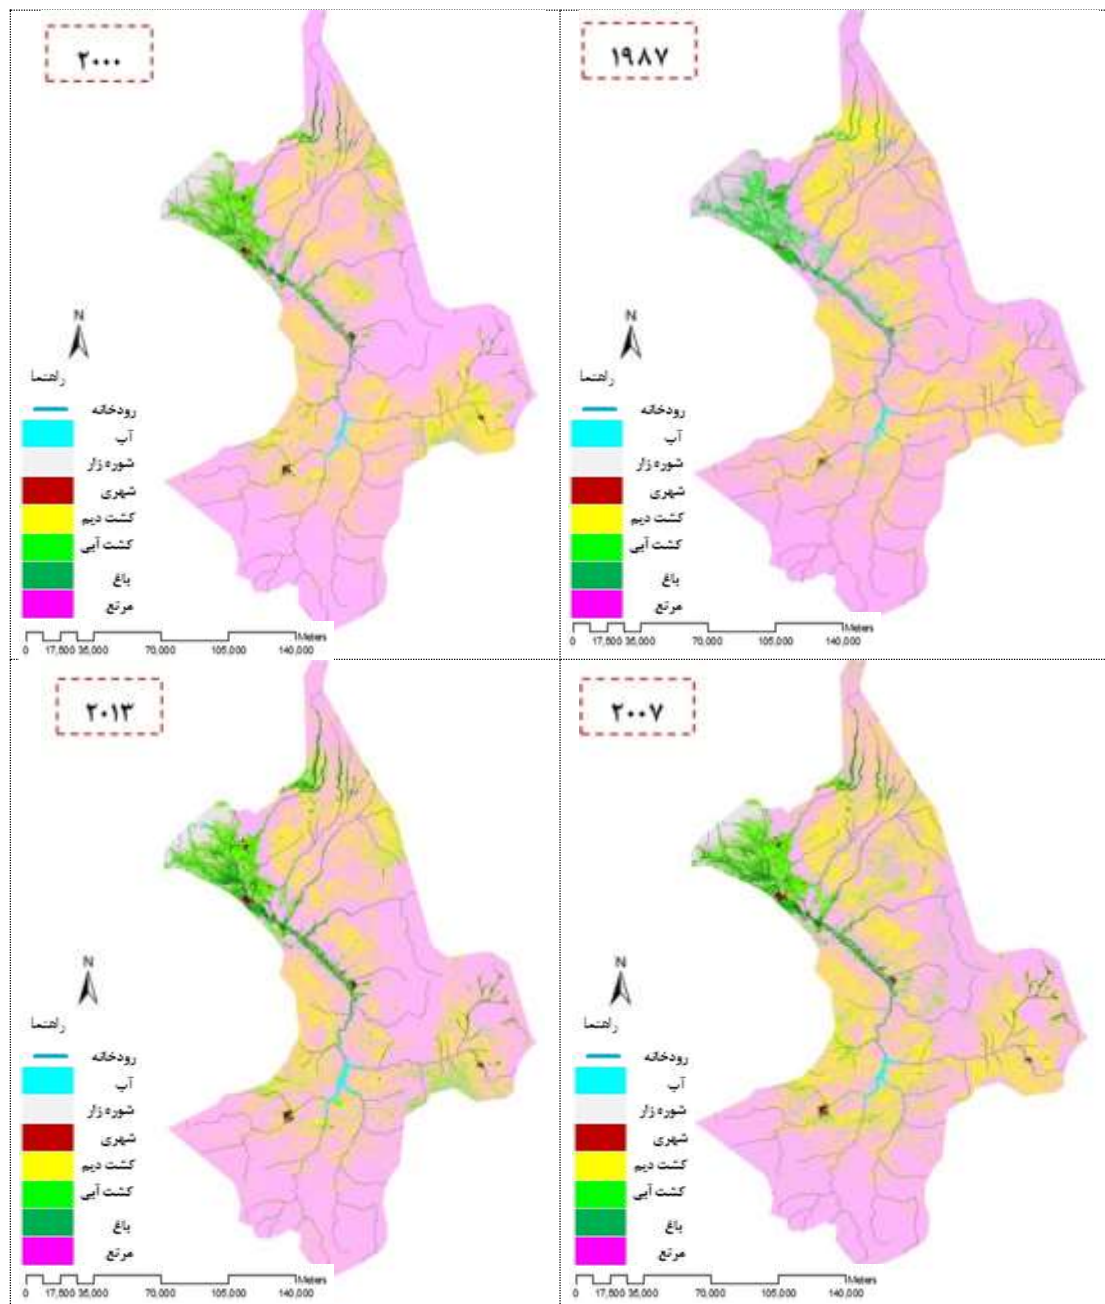 ۱۹۸۷
N
راهنما
رودخانه
آب
شوره زار
شهری
کشت دیم
کشت آبی
باغ
مرتع
Meters
0 17,500 35,000 70,000 105,000 140,000
۲۰۰۰
N
راهنما
رودخانه
آب
شوره زار
شهری
کشت دیم
کشت آبی
باغ
مرتع
Meters
0 17,500 35,000 70,000 105,000 140,000
۲۰۰۷
N
راهنما
رودخانه
آب
شوره زار
شهری
کشت دیم
کشت آبی
باغ
مرتع
Meters
0 17,500 35,000 70,000 105,000 140,000
۲۰۱۳
N
راهنما
رودخانه
آب
شوره زار
شهری
کشت دیم
کشت آبی
باغ
مرتع
Meters
0 17,500 35,000 70,000 105,000 140,000